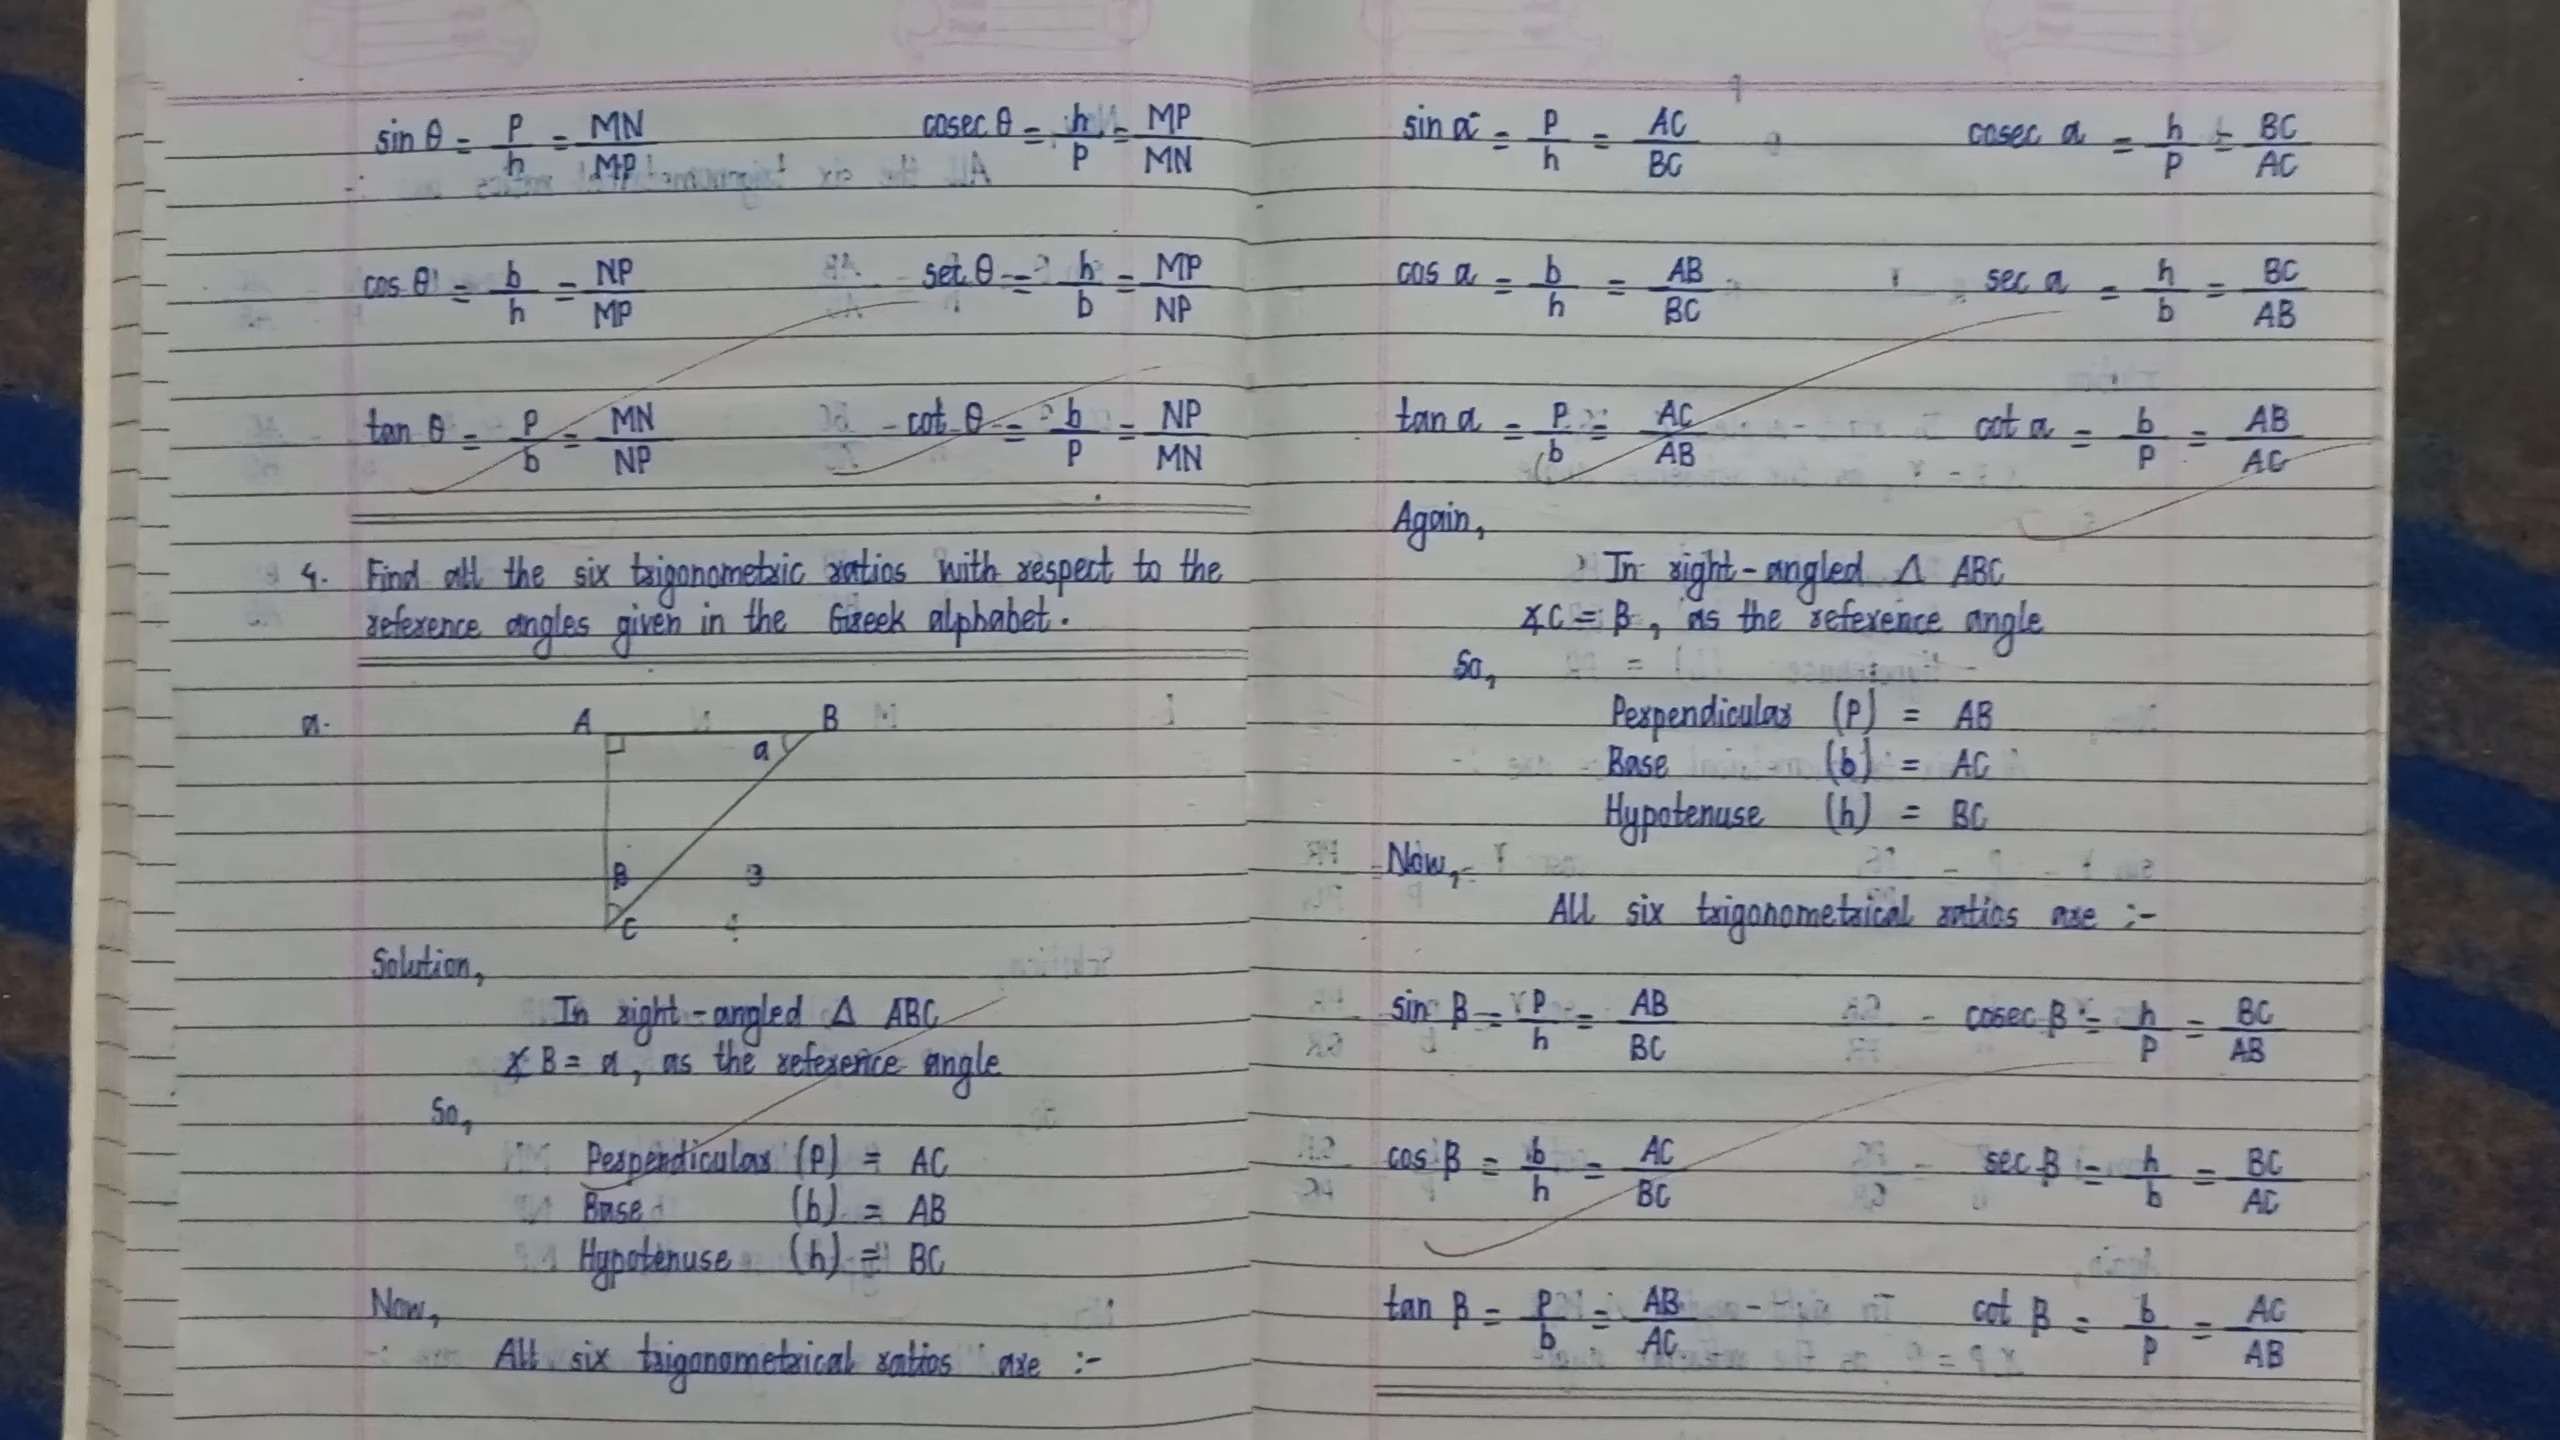 sin θ = p/h = MN/MP    cosec θ = h/p = MP/MN
cos θ = b/h = NP/MP    sec θ = h/b = MP/NP
tan θ = p/b = MN/NP    cot θ = b/p = NP/MN
4. Find all the six trigonometric ratios with respect to the
reference angles given in the Greek alphabet.
a.
A B
α
β
C
Solution,
In right-angled Δ ABC
∡B = α, as the reference angle
So,
Perpendicular (p) = AC
Base (b) = AB
Hypotenuse (h) = BC
Now,
All six trigonometrical ratios are :-
sin α = p/h = AC/BC    cosec α = h/p = BC/AC
cos α = b/h = AB/BC    sec α = h/b = BC/AB
tan α = p/b = AC/AB    cot α = b/p = AB/AC
Again,
In right-angled Δ ABC
∡C = β, as the reference angle
So,
Perpendicular (p) = AB
Base (b) = AC
Hypotenuse (h) = BC
Now,
All six trigonometrical ratios are :-
sin β = p/h = AB/BC    cosec β = h/p = BC/AB
cos β = b/h = AC/BC    sec β = h/b = BC/AC
tan β = p/b = AB/AC    cot β = b/p = AC/AB